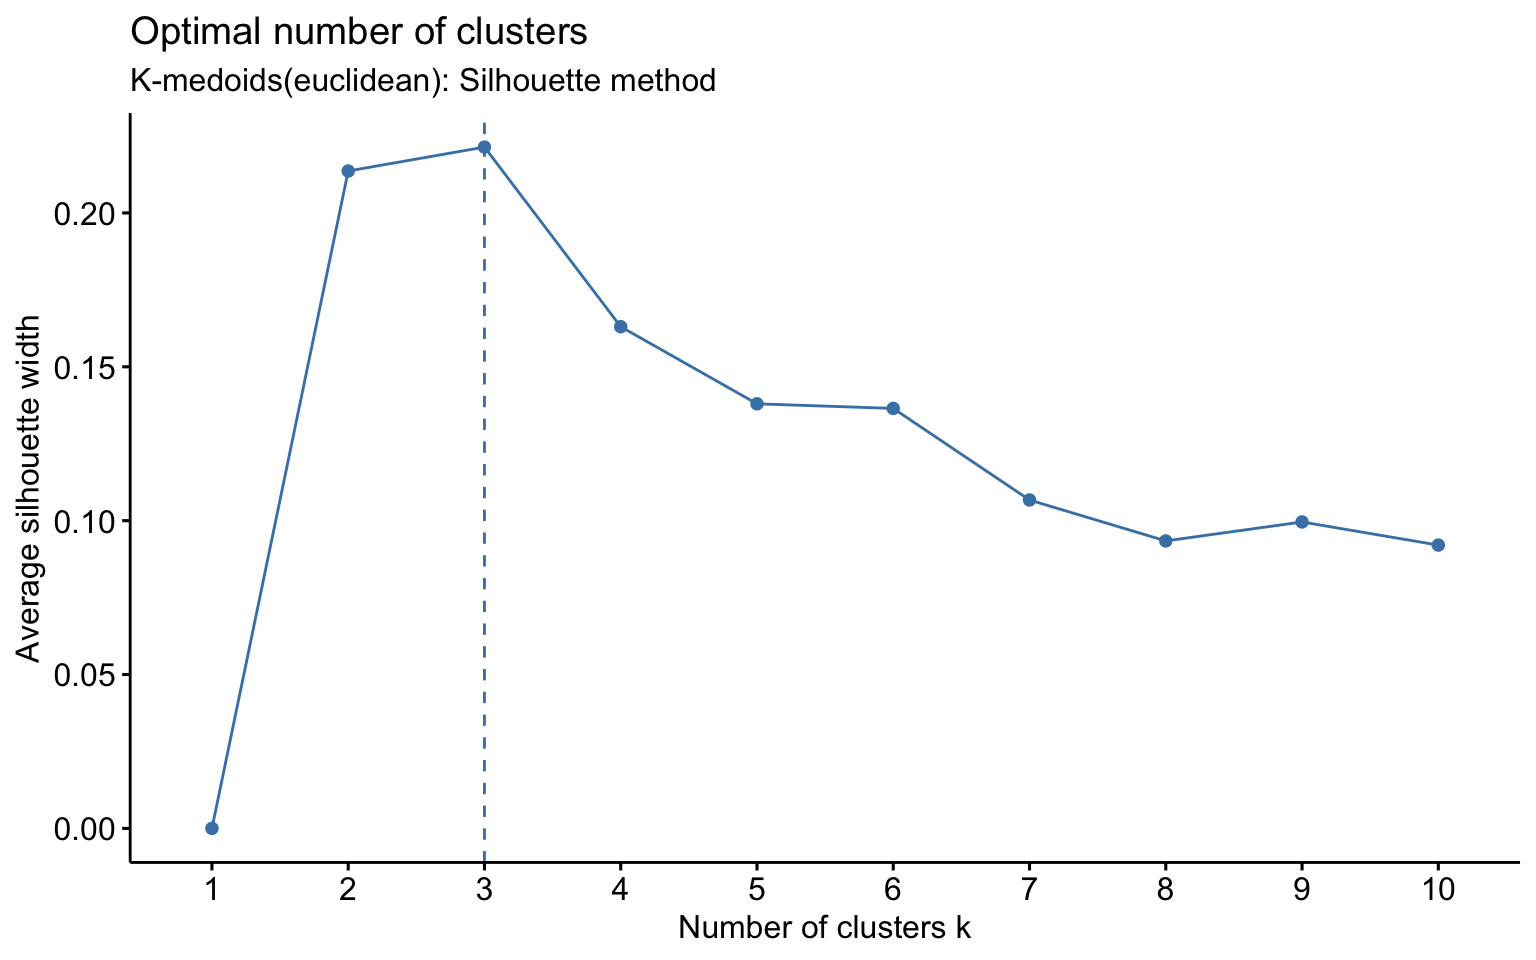 Optimal number of clusters
K-medoids(euclidean): Silhouette method
Average silhouette width
0.20
0.15
0.10
0.05
0.00
1 2 3 4 5 6 7 8 9 10
Number of clusters k